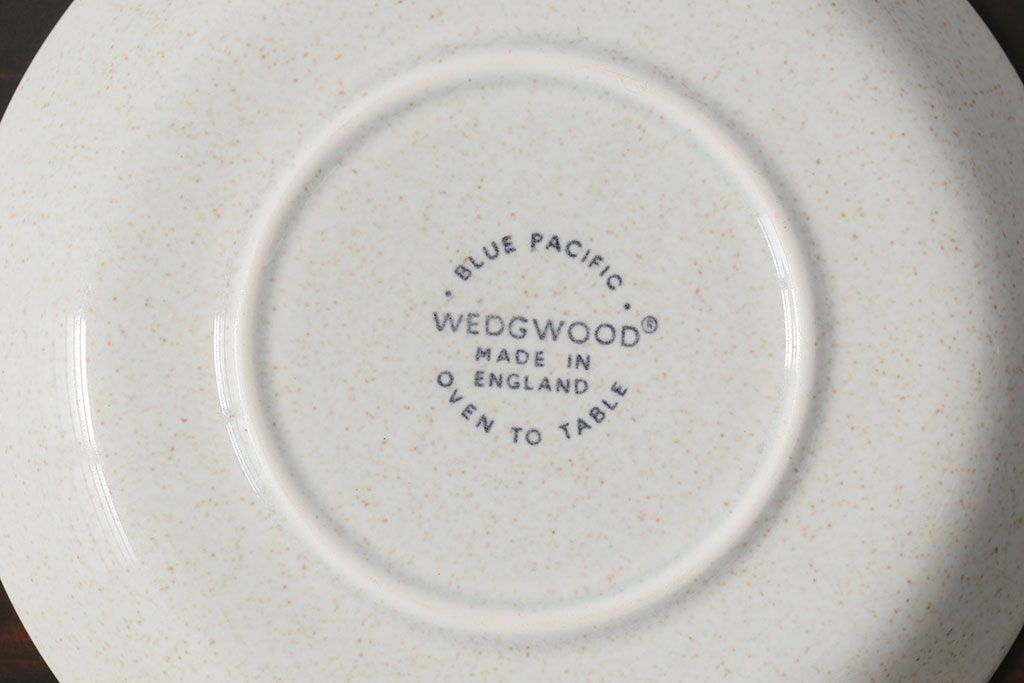 · BLUE PACIFIC ·
WEDGWOOD®
MADE IN
ENGLAND
OVEN TO TABLE